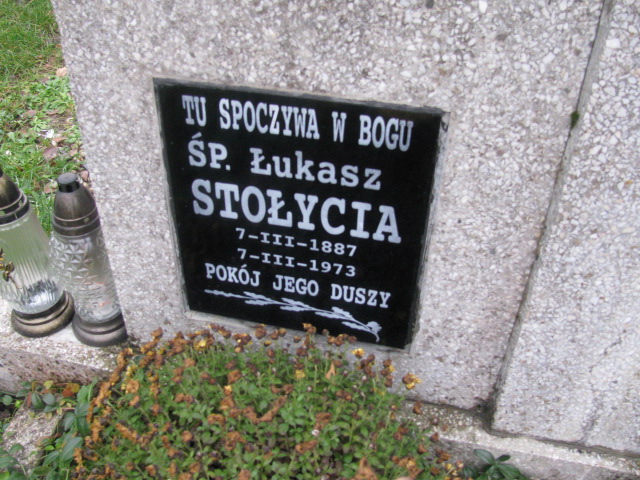 TU SPOCZYWA W BOGU
ŚP. Łukasz
STOŁYCIA
7-III-1887
7-III-1973
POKÓJ JEGO DUSZY